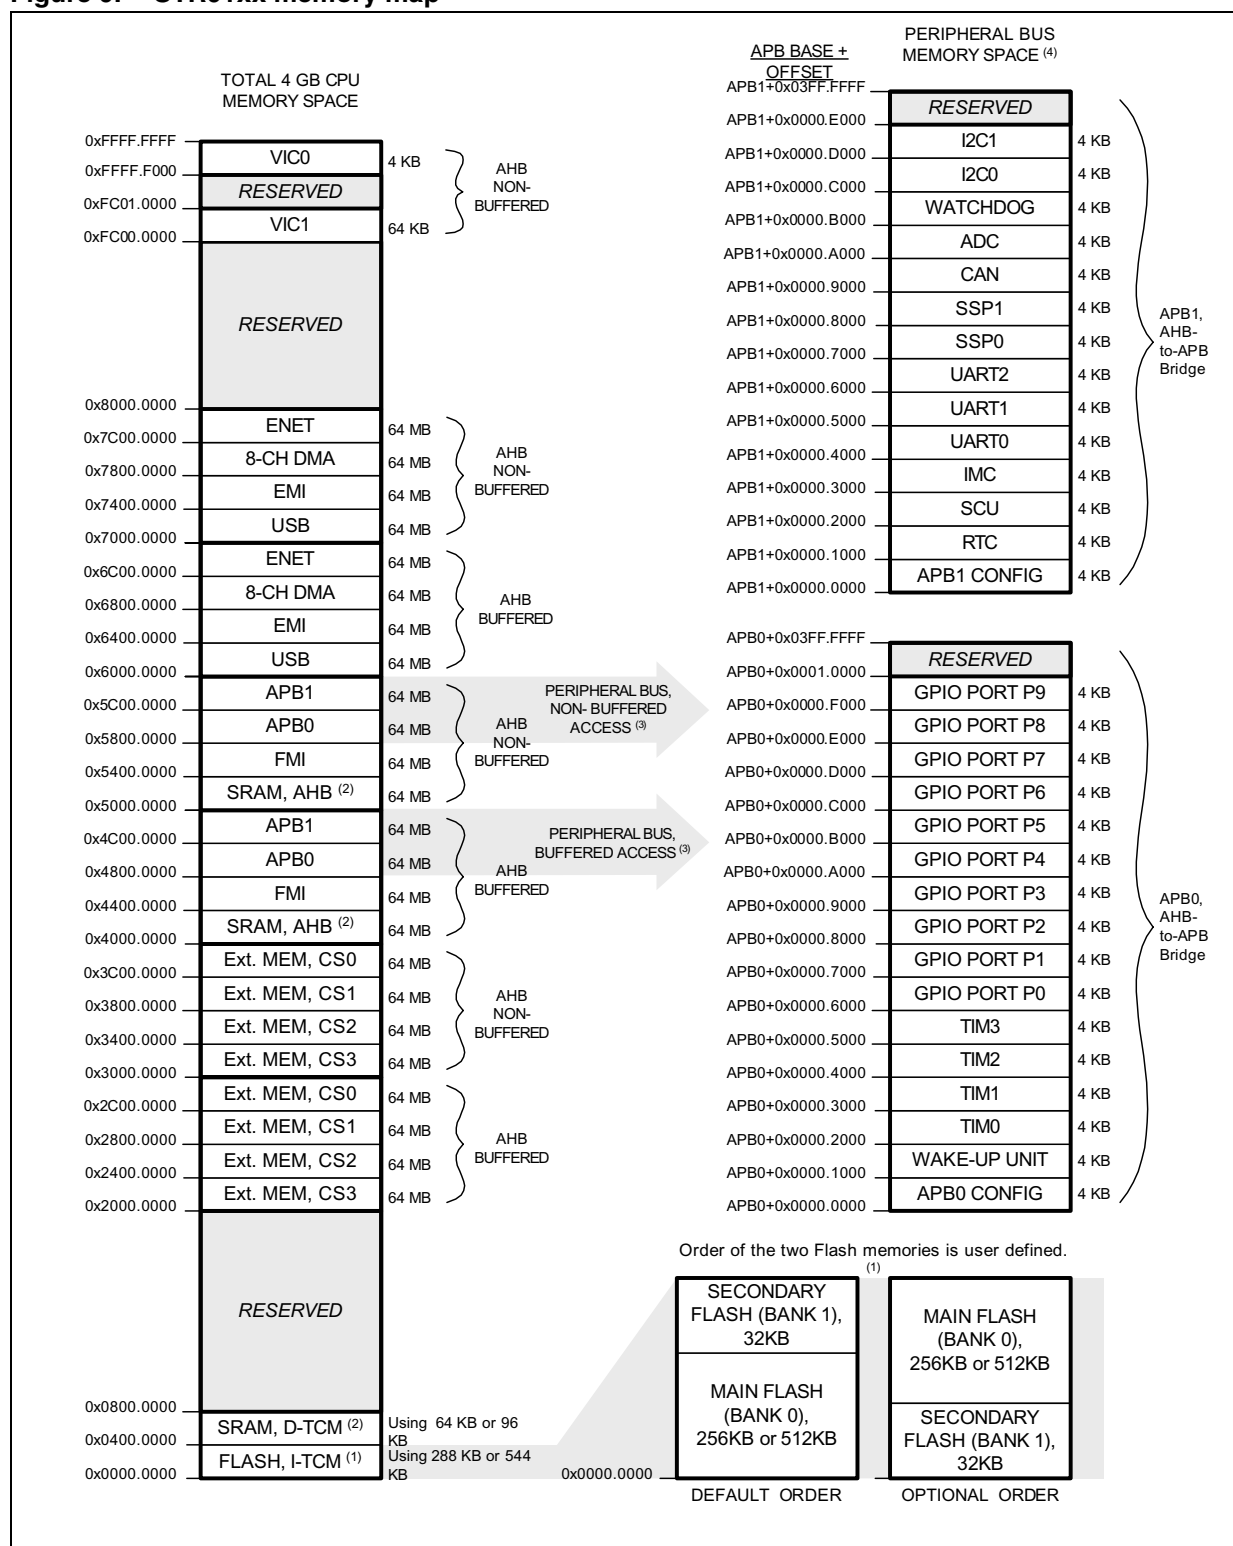 TOTAL 4 GB CPU
MEMORY SPACE
0xFFFF.FFFF
VIC0
4 KB
0xFFFF.F000
RESERVED
0xFC01.0000
VIC1
64 KB
0xFC00.0000
AHB
NON-
BUFFERED
RESERVED
0x8000.0000
ENET
64 MB
0x7C00.0000
8-CH DMA
64 MB
0x7800.0000
EMI
64 MB
0x7400.0000
USB
64 MB
0x7000.0000
AHB
NON-
BUFFERED
ENET
64 MB
0x6C00.0000
8-CH DMA
64 MB
0x6800.0000
EMI
64 MB
0x6400.0000
USB
64 MB
0x6000.0000
AHB
BUFFERED
APB1
64 MB
0x5C00.0000
APB0
64 MB
0x5800.0000
FMI
64 MB
0x5400.0000
SRAM, AHB (2)
64 MB
0x5000.0000
AHB
NON-
BUFFERED
PERIPHERAL BUS,
NON- BUFFERED
ACCESS (3)
APB1
64 MB
0x4C00.0000
APB0
64 MB
0x4800.0000
FMI
64 MB
0x4400.0000
SRAM, AHB (2)
64 MB
0x4000.0000
AHB
BUFFERED
PERIPHERAL BUS,
BUFFERED ACCESS (3)
Ext. MEM, CS0
64 MB
0x3C00.0000
Ext. MEM, CS1
64 MB
0x3800.0000
Ext. MEM, CS2
64 MB
0x3400.0000
Ext. MEM, CS3
64 MB
0x3000.0000
AHB
NON-
BUFFERED
Ext. MEM, CS0
64 MB
0x2C00.0000
Ext. MEM, CS1
64 MB
0x2800.0000
Ext. MEM, CS2
64 MB
0x2400.0000
Ext. MEM, CS3
64 MB
0x2000.0000
AHB
BUFFERED
RESERVED
0x0800.0000
SRAM, D-TCM (2)
Using 64 KB or 96
KB
0x0400.0000
FLASH, I-TCM (1)
Using 288 KB or 544
KB
0x0000.0000
APB BASE +
OFFSET
PERIPHERAL BUS
MEMORY SPACE (4)
APB1+0x03FF.FFFF
RESERVED
APB1+0x0000.E000
I2C1
4 KB
APB1+0x0000.D000
I2C0
4 KB
APB1+0x0000.C000
WATCHDOG
4 KB
APB1+0x0000.B000
ADC
4 KB
APB1+0x0000.A000
CAN
4 KB
APB1+0x0000.9000
SSP1
4 KB
APB1+0x0000.8000
SSP0
4 KB
APB1+0x0000.7000
UART2
4 KB
APB1+0x0000.6000
UART1
4 KB
APB1+0x0000.5000
UART0
4 KB
APB1+0x0000.4000
IMC
4 KB
APB1+0x0000.3000
SCU
4 KB
APB1+0x0000.2000
RTC
4 KB
APB1+0x0000.1000
APB1 CONFIG
4 KB
APB1+0x0000.0000
APB1,
AHB-
to-APB
Bridge
APB0+0x03FF.FFFF
RESERVED
APB0+0x0001.0000
GPIO PORT P9
4 KB
APB0+0x0000.F000
GPIO PORT P8
4 KB
APB0+0x0000.E000
GPIO PORT P7
4 KB
APB0+0x0000.D000
GPIO PORT P6
4 KB
APB0+0x0000.C000
GPIO PORT P5
4 KB
APB0+0x0000.B000
GPIO PORT P4
4 KB
APB0+0x0000.A000
GPIO PORT P3
4 KB
APB0+0x0000.9000
GPIO PORT P2
4 KB
APB0+0x0000.8000
GPIO PORT P1
4 KB
APB0+0x0000.7000
GPIO PORT P0
4 KB
APB0+0x0000.6000
TIM3
4 KB
APB0+0x0000.5000
TIM2
4 KB
APB0+0x0000.4000
TIM1
4 KB
APB0+0x0000.3000
TIM0
4 KB
APB0+0x0000.2000
WAKE-UP UNIT
4 KB
APB0+0x0000.1000
APB0 CONFIG
4 KB
APB0+0x0000.0000
APB0,
AHB-
to-APB
Bridge
Order of the two Flash memories is user defined.
(1)
SECONDARY
FLASH (BANK 1),
32KB
MAIN FLASH
(BANK 0),
256KB or 512KB
0x0000.0000
DEFAULT ORDER
MAIN FLASH
(BANK 0),
256KB or 512KB
SECONDARY
FLASH (BANK 1),
32KB
OPTIONAL ORDER